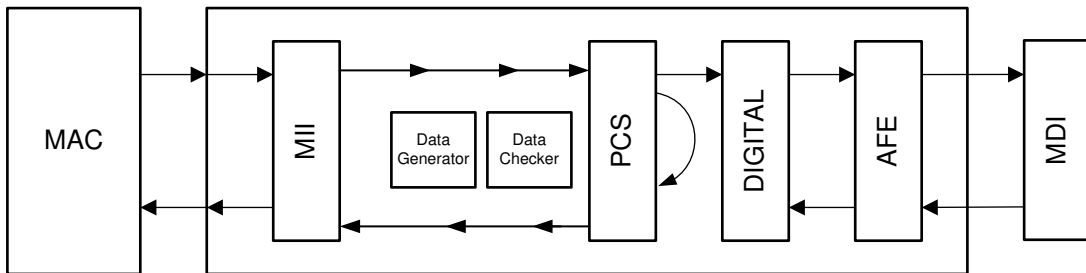 MAC
MII
Data
Generator
Data
Checker
PCS
DIGITAL
AFE
MDI